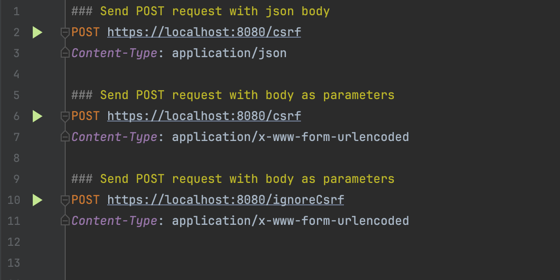 1 ### Send POST request with json body
2 POST https://localhost:8080/csrf
3 Content-Type: application/json
4
5 ### Send POST request with body as parameters
6 POST https://localhost:8080/csrf
7 Content-Type: application/x-www-form-urlencoded
8
9 ### Send POST request with body as parameters
10 POST https://localhost:8080/ignoreCsrf
11 Content-Type: application/x-www-form-urlencoded
12
13